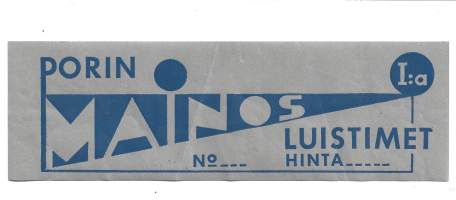 PORIN
I:a
MAINOS
LUISTIMET
No___ HINTA_____